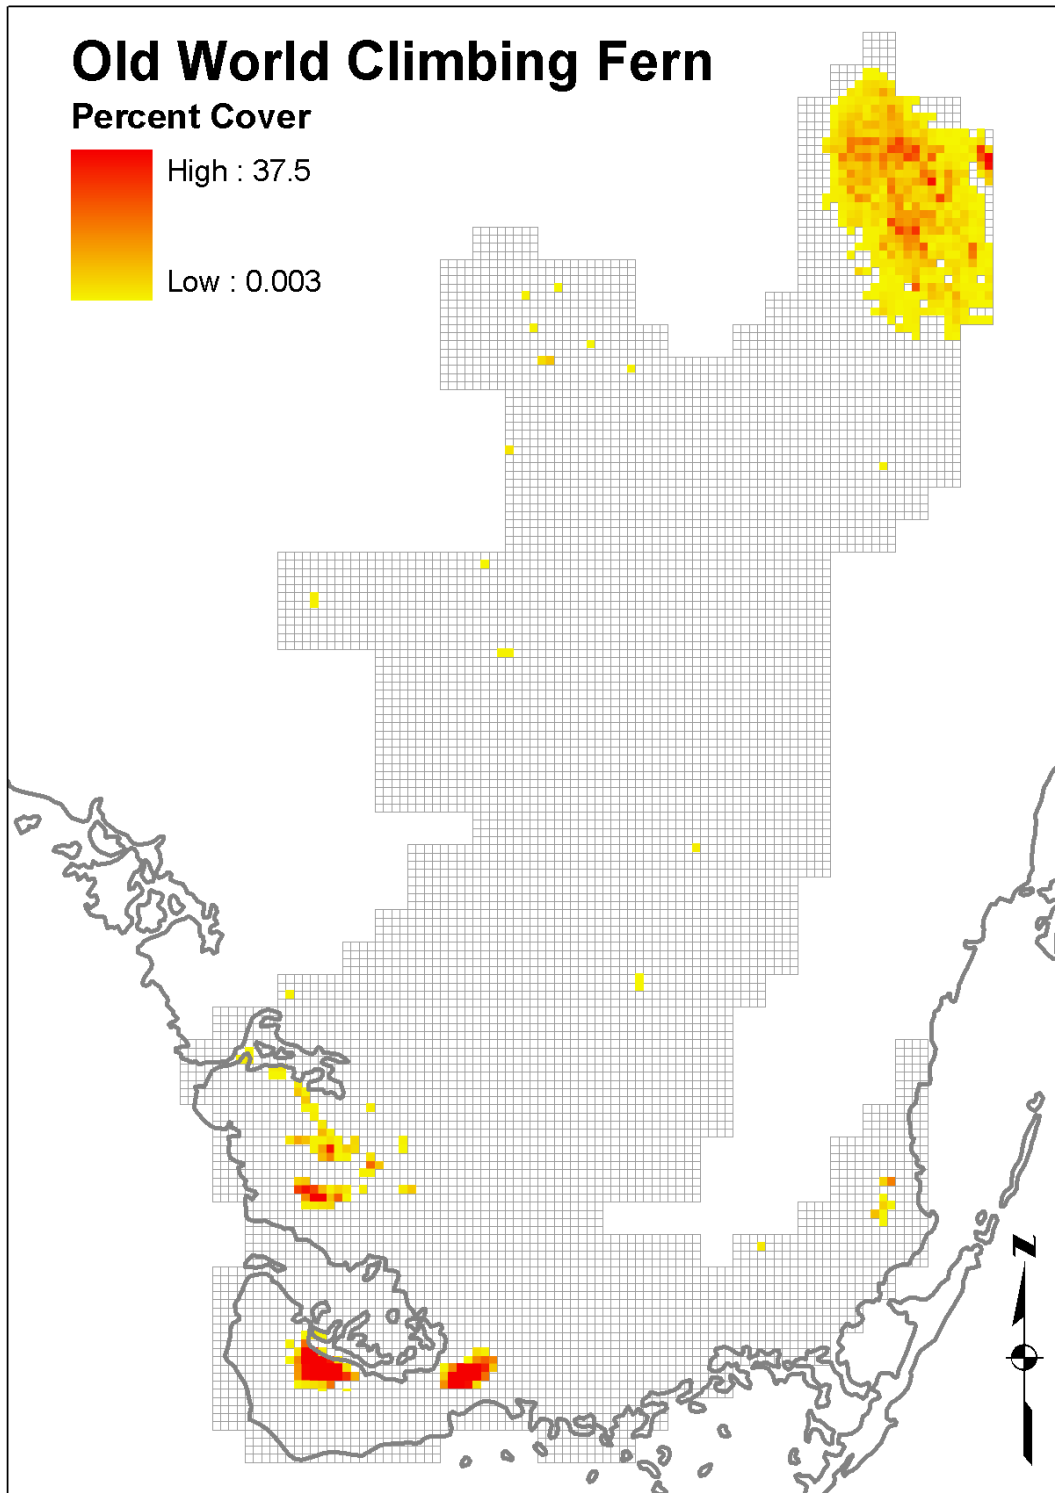 Old World Climbing Fern
Percent Cover
High : 37.5
Low : 0.003
N